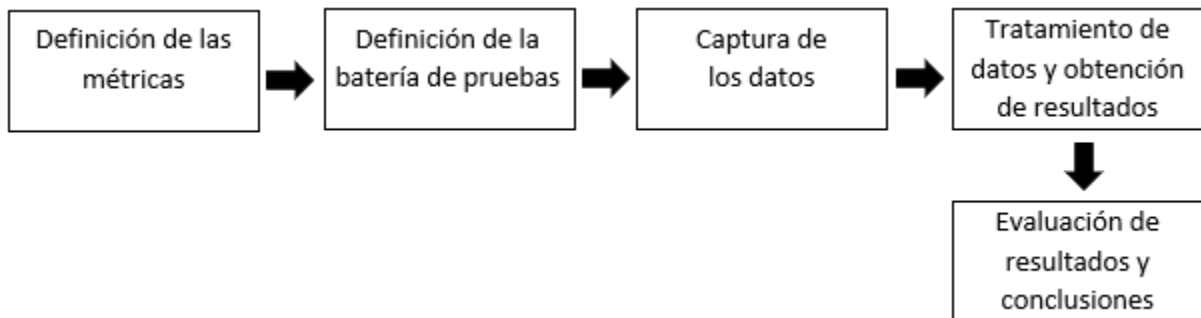 Definición de las
métricas
Definición de la
batería de pruebas
Captura de
los datos
Tratamiento de
datos y obtención
de resultados
Evaluación de
resultados y
conclusiones